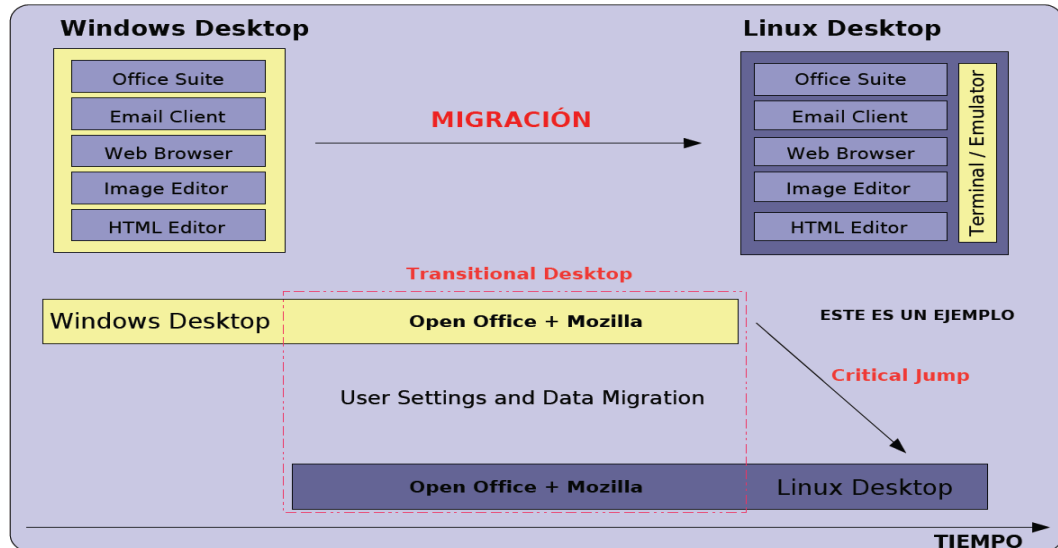 Windows Desktop
Office Suite
Email Client
Web Browser
Image Editor
HTML Editor
MIGRACIÓN
Linux Desktop
Office Suite
Email Client
Web Browser
Image Editor
HTML Editor
Terminal / Emulator
Transitional Desktop
Windows Desktop
Open Office + Mozilla
ESTE ES UN EJEMPLO
Critical Jump
User Settings and Data Migration
Open Office + Mozilla
Linux Desktop
TIEMPO